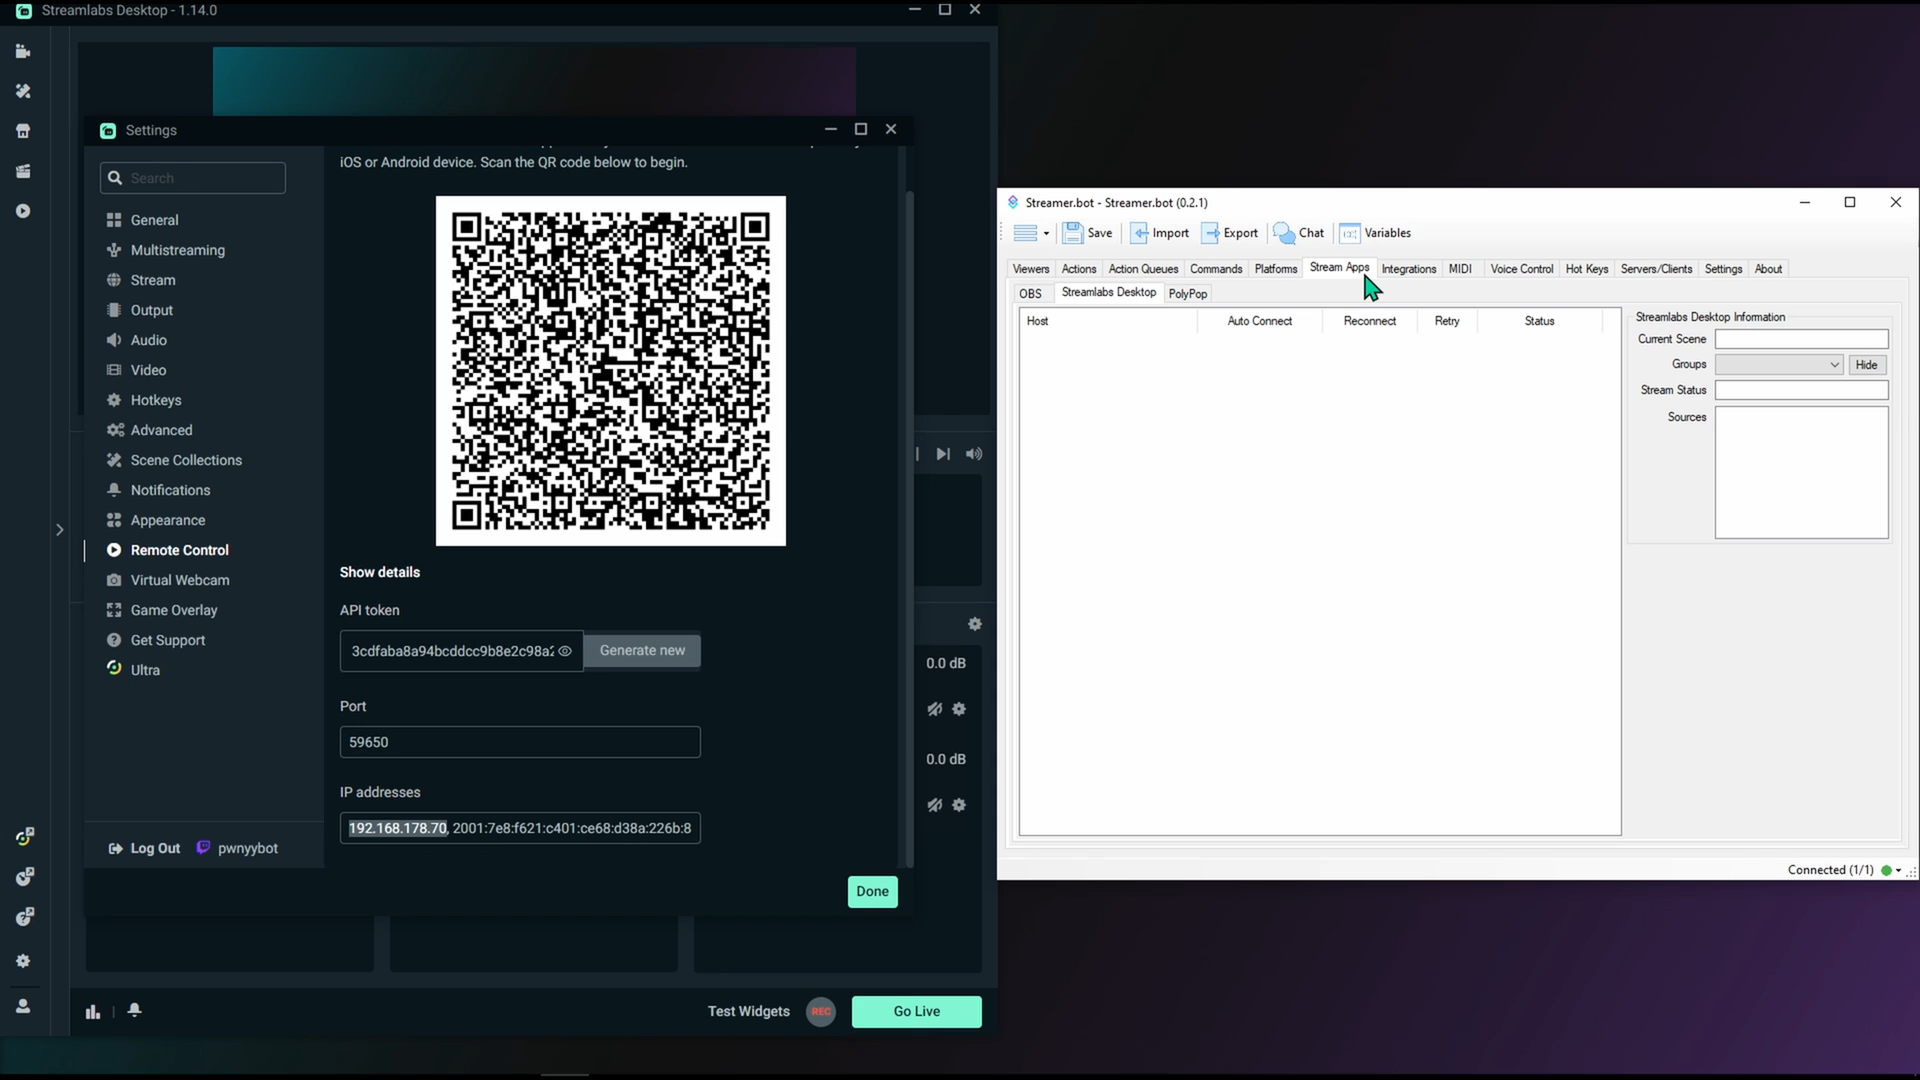 Streamlabs Desktop - 1.14.0
Settings
iOS or Android device. Scan the QR code below to begin.
Search
General
Multistreaming
Stream
Output
Audio
Video
Hotkeys
Advanced
Scene Collections
Notifications
Appearance
Remote Control
Virtual Webcam
Game Overlay
Get Support
Ultra
Log Out
pwnyybot
Show details
API token
3cdfaba8a94bcddcc9b8e2c98a2
Generate new
Port
59650
IP addresses
192.168.178.70, 2001:7e8:f621:c401:ce68:d38a:226b:8
Done
0.0 dB
0.0 dB
Test Widgets
REC
Go Live
Streamer.bot - Streamer.bot (0.2.1)
Save
Import
Export
Chat
Variables
Viewers
Actions
Action Queues
Commands
Platforms
Stream Apps
Integrations
MIDI
Voice Control
Hot Keys
Servers/Clients
Settings
About
OBS
Streamlabs Desktop
PolyPop
Host
Auto Connect
Reconnect
Retry
Status
Streamlabs Desktop Information
Current Scene
Groups
Hide
Stream Status
Sources
Connected (1/1)